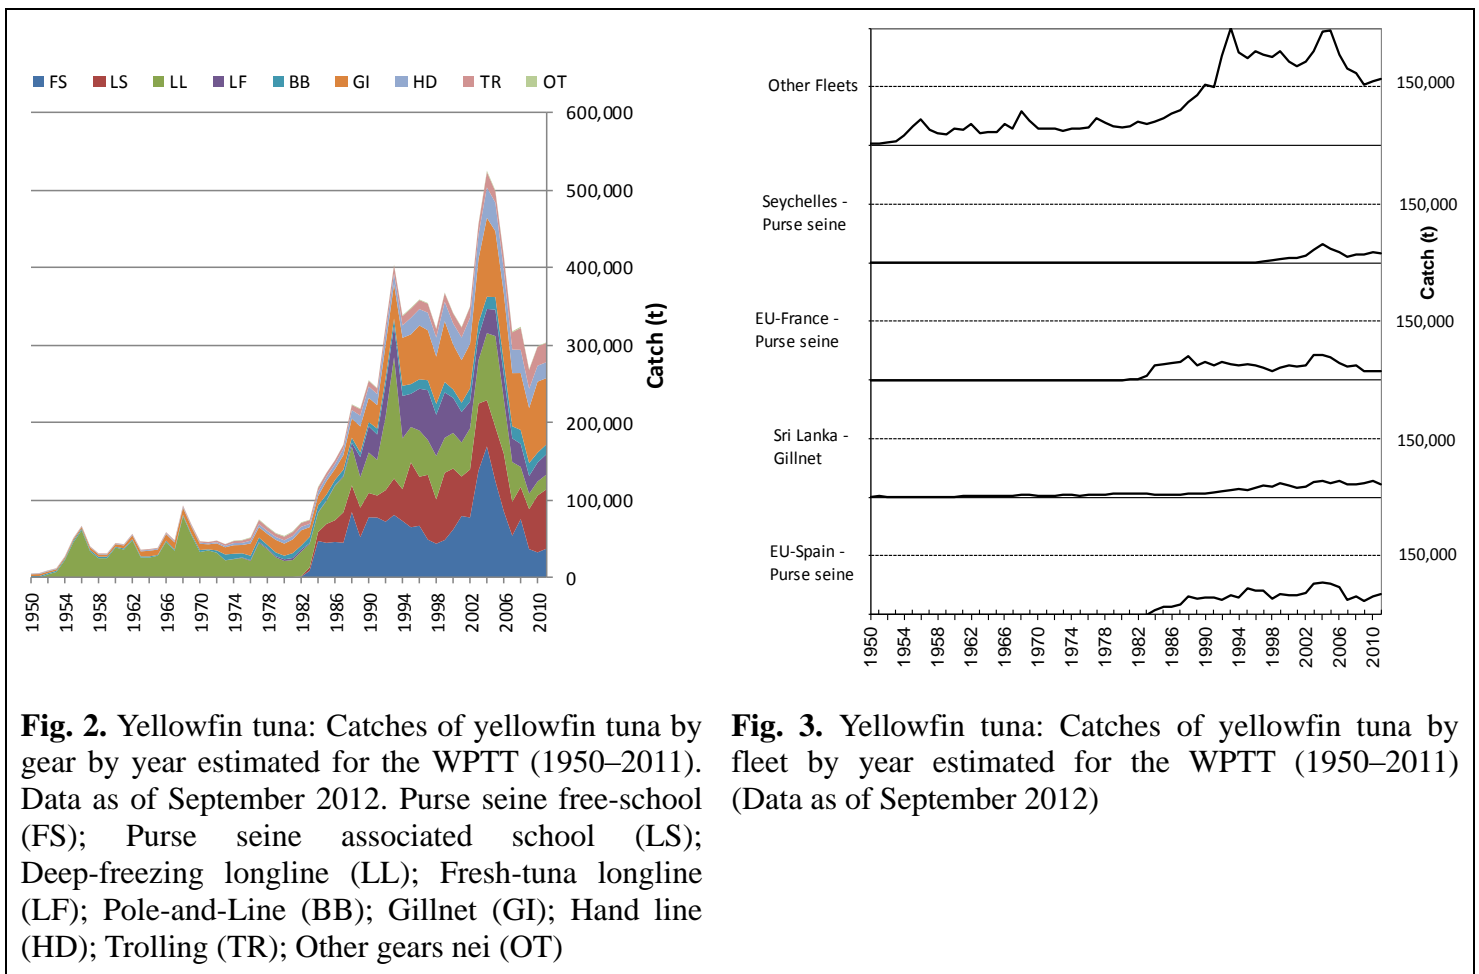 FS LS LL LF BB GI HD TR OT
600,000
500,000
400,000
300,000
200,000
100,000
0
Catch (t)
1950 1954 1958 1962 1966 1970 1974 1978 1982 1986 1990 1994 1998 2002 2006 2010
Other Fleets
150,000
Seychelles -
Purse seine
150,000
EU-France -
Purse seine
150,000
Sri Lanka -
Gillnet
150,000
EU-Spain -
Purse seine
150,000
Catch (t)
1950 1954 1958 1962 1966 1970 1974 1978 1982 1986 1990 1994 1998 2002 2006 2010
Fig. 2. Yellowfin tuna: Catches of yellowfin tuna by
gear by year estimated for the WPTT (1950–2011).
Data as of September 2012. Purse seine free-school
(FS); Purse seine associated school (LS);
Deep-freezing longline (LL); Fresh-tuna longline
(LF); Pole-and-Line (BB); Gillnet (GI); Hand line
(HD); Trolling (TR); Other gears nei (OT)
Fig. 3. Yellowfin tuna: Catches of yellowfin tuna by
fleet by year estimated for the WPTT (1950–2011)
(Data as of September 2012)